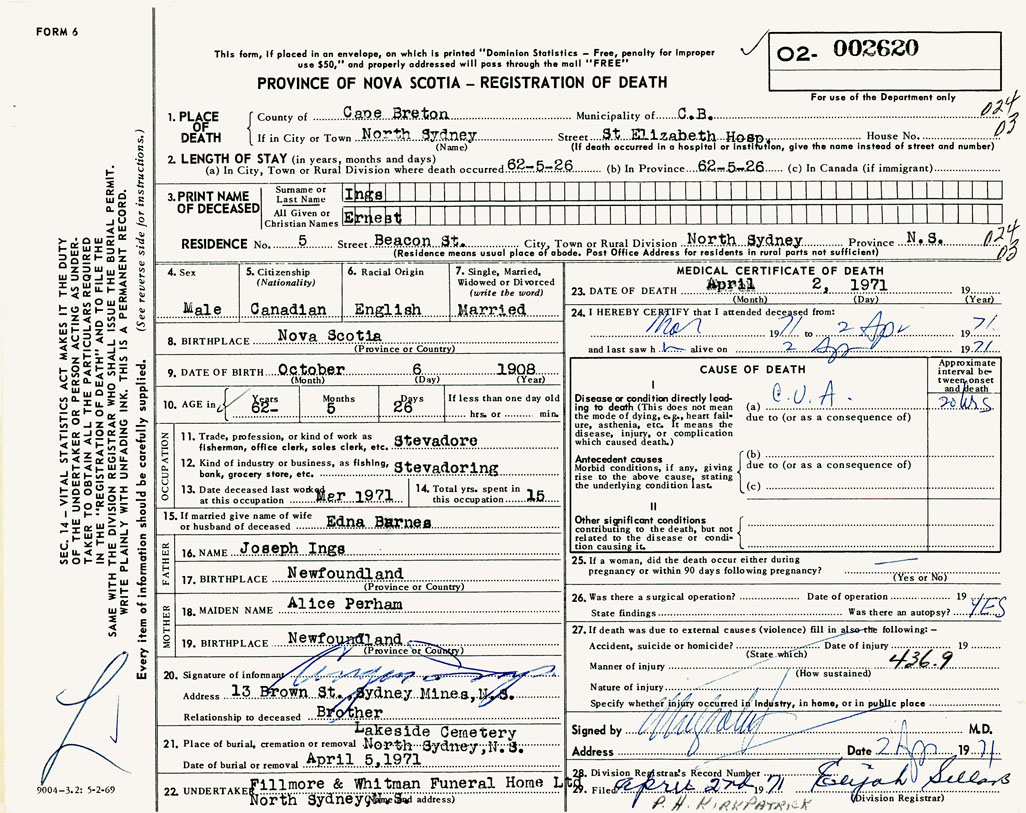 FORM 6
This form, if placed in an envelope, on which is printed "Dominion Statistics – Free, penalty for improper
use $50," and properly addressed will pass through the mail "FREE"
02- 002620
PROVINCE OF NOVA SCOTIA – REGISTRATION OF DEATH
For use of the Department only
1. PLACE OF DEATH
County of Cape Breton Municipality of C.B. 024
If in City or Town North Sydney Street St Elizabeth Hosp. House No. 03
(Name) (If death occurred in a hospital or institution, give the name instead of street and number)
2. LENGTH OF STAY (in years, months and days)
(a) In City, Town or Rural Division where death occurred 62-5-26 (b) In Province 62-5-26 (c) In Canada (if immigrant)
3. PRINT NAME OF DECEASED
Surname or Last Name Ings
All Given or Christian Names Ernest
RESIDENCE No. 5 Street Beacon St. City, Town or Rural Division North Sydney Province N.S. 024
(Residence means usual place of abode. Post Office Address for residents in rural parts not sufficient) 03
4. Sex
Male
5. Citizenship
(Nationality)
Canadian
6. Racial Origin
English
7. Single, Married,
Widowed or Divorced
(write the word)
Married
8. BIRTHPLACE Nova Scotia
(Province or Country)
9. DATE OF BIRTH October 6 1908
(Month) (Day) (Year)
10. AGE in Years Months Days If less than one day old
62- 5 26 hrs. or min.
OCCUPATION
11. Trade, profession, or kind of work as
fisherman, office clerk, sales clerk, etc. Stevadore
12. Kind of industry or business, as fishing,
bank, grocery store, etc. Stevadoring
13. Date deceased last worked
at this occupation Mar 1971
14. Total yrs. spent in
this occupation 15
15. If married give name of wife
or husband of deceased Edna Barnes
FATHER
16. NAME Joseph Ings
17. BIRTHPLACE Newfoundland
(Province or Country)
MOTHER
18. MAIDEN NAME Alice Perham
19. BIRTHPLACE Newfoundland
(Province or Country)
20. Signature of informant
Address 13 Brown St. Sydney Mines, N.S.
Relationship to deceased Brother
Lakeside Cemetery
21. Place of burial, cremation or removal North Sydney, N.S.
Date of burial or removal April 5, 1971
22. UNDERTAKER Fillmore & Whitman Funeral Home Ltd
North Sydney, N.S.
(Name and address)
MEDICAL CERTIFICATE OF DEATH
23. DATE OF DEATH April 2, 1971 19
(Month) (Day) (Year)
24. I HEREBY CERTIFY that I attended deceased from:
Mar 1971 to 2 Apr 1971
and last saw h alive on 2 Apr 1971
CAUSE OF DEATH
Approximate
interval be-
tween onset
and death
I
Disease or condition directly lead-
ing to death (This does not mean
the mode of dying, e.g., heart fail-
ure, asthenia, etc. It means the
disease, injury, or complication
which caused death.)
(a) C.V.A. 20 hrs
due to (or as a consequence of)
Antecedent causes
Morbid conditions, if any, giving
rise to the above cause, stating
the underlying condition last.
(b)
due to (or as a consequence of)
(c)
II
Other significant conditions
contributing to the death, but not
related to the disease or condi-
tion causing it.
25. If a woman, did the death occur either during
pregnancy or within 90 days following pregnancy? —
(Yes or No)
26. Was there a surgical operation? Date of operation 19
State findings Was there an autopsy? YES
27. If death was due to external causes (violence) fill in also the following: –
Accident, suicide or homicide? Date of injury 19
(State which)
Manner of injury 436.9
(How sustained)
Nature of injury
Specify whether injury occurred in Industry, in home, or in public place
Signed by M.D.
Address Date 2 Apr 1971
28. Division Registrar's Record Number
29. Filed April 2nd 1971 Elijah Sellars
(Division Registrar)
P. H. KIRKPATRICK
SEC. 14 – VITAL STATISTICS ACT MAKES IT THE DUTY
OF THE UNDERTAKER OR PERSON ACTING AS UNDER-
TAKER TO OBTAIN ALL THE PARTICULARS REQUIRED
IN THE "REGISTRATION OF DEATH" AND TO FILE THE
SAME WITH THE DIVISION REGISTRAR WHO SHALL ISSUE THE BURIAL PERMIT.
WRITE PLAINLY WITH UNFADING INK. THIS IS A PERMANENT RECORD.
Every item of information should be carefully supplied. (See reverse side for instructions.)
9004-3.2: 5-2-69